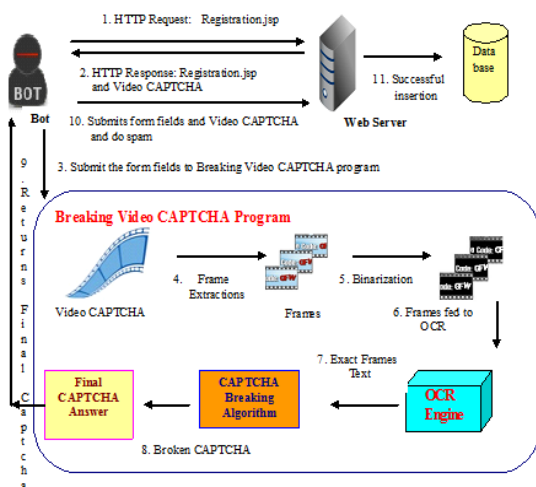 1. HTTP Request: Registration.jsp
2. HTTP Response: Registration.jsp
and Video CAPTCHA
BOT
Bot
Web Server
11. Successful
insertion
Data
base
10. Submits form fields and Video CAPTCHA
and do spam
3. Submit the form fields to Breaking Video CAPTCHA program
9. Returns Final Captcha
Breaking Video CAPTCHA Program
Video CAPTCHA
4. Frame
Extractions
Frames
5. Binarization
Code: GFW
6. Frames fed to
OCR
7. Exact Frames
Text
OCR
Engine
CAPTCHA
Breaking
Algorithm
Final
CAPTCHA
Answer
8. Broken CAPTCHA